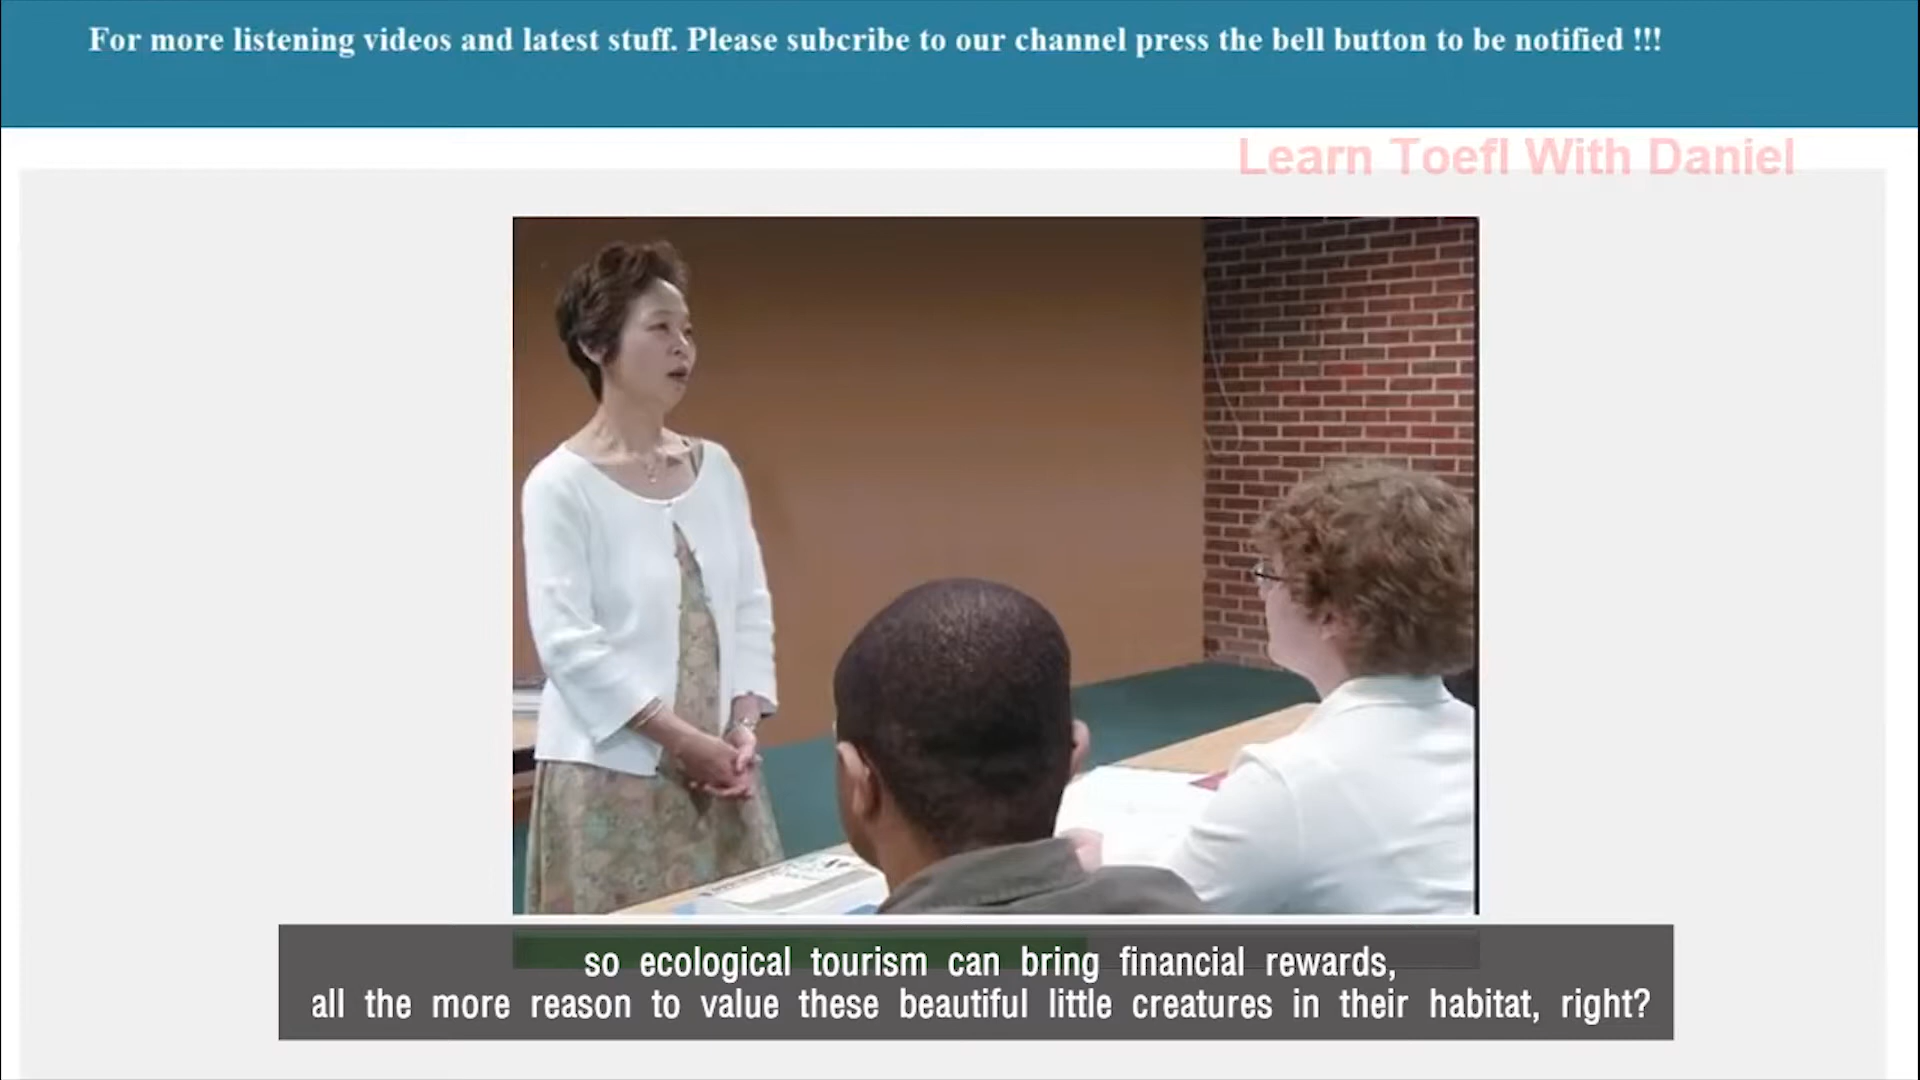 For more listening videos and latest stuff. Please subcribe to our channel press the bell button to be notified !!!
Learn Toefl With Daniel
so ecological tourism can bring financial rewards,
all the more reason to value these beautiful little creatures in their habitat, right?